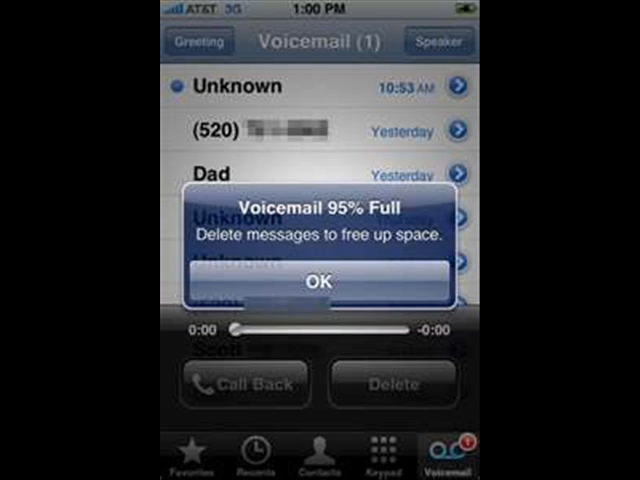 AT&T 3G 1:00 PM
Greeting Voicemail (1) Speaker
Unknown 10:53 AM
(520) Yesterday
Dad Yesterday
Voicemail 95% Full
Delete messages to free up space.
Unknown
OK
0:00 -0:00
Scott
Call Back Delete
1
Favorites Recents Contacts Keypad Voicemail